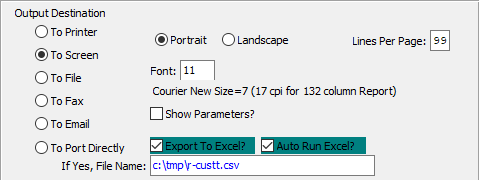 Output Destination
To Printer
Portrait Landscape Lines Per Page: 99
To Screen
Font: 11
To File
Courier New Size=7 (17 cpi for 132 column Report)
To Fax
Show Parameters?
To Email
To Port Directly Export To Excel? Auto Run Excel?
If Yes, File Name: c:\tmp\r-custt.csv